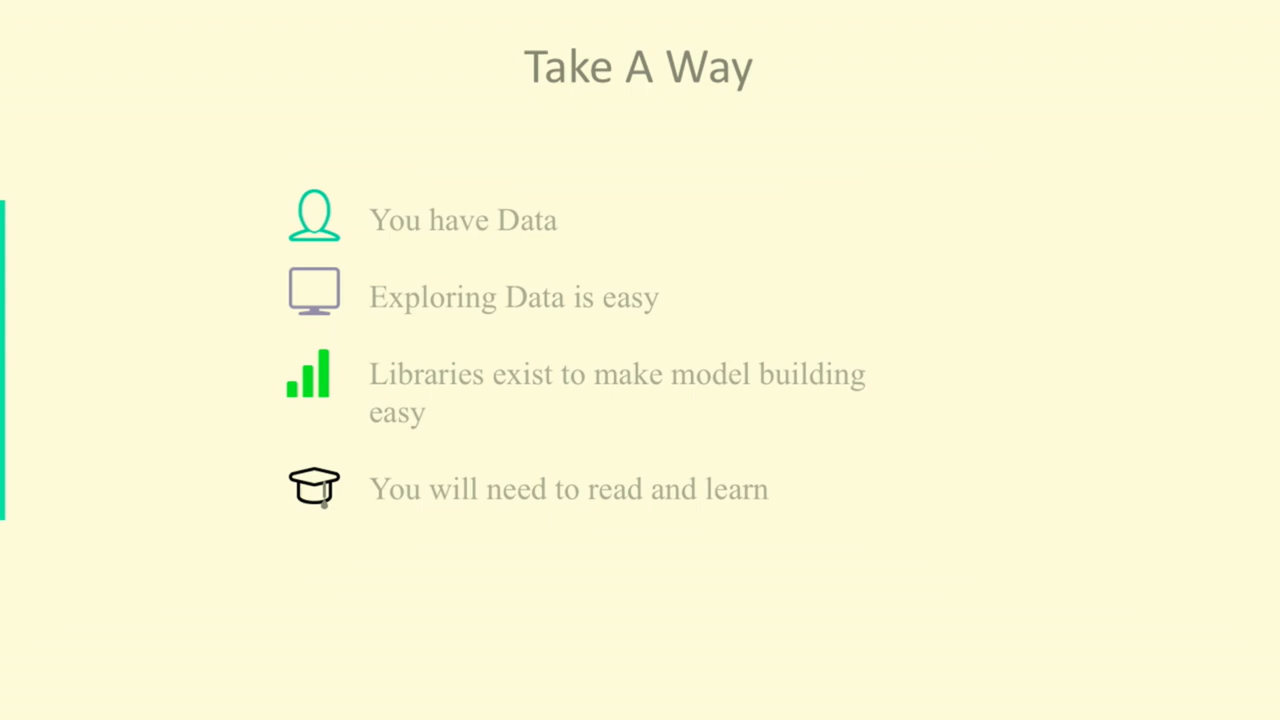 Take A Way
You have Data
Exploring Data is easy
Libraries exist to make model building
easy
You will need to read and learn